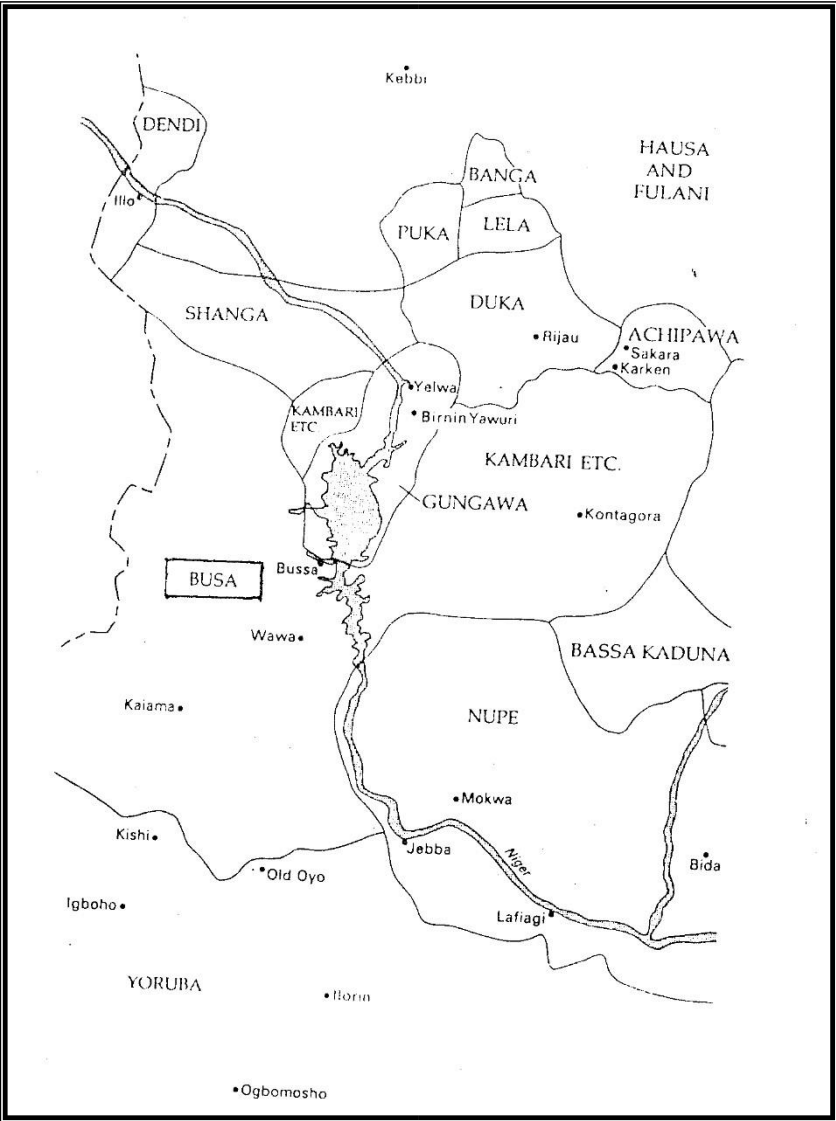 Kebbi
DENDI
HAUSA
AND
FULANI
BANGA
Illo
LELA
PUKA
DUKA
SHANGA
ACHIPAWA
Rijau
Sakara
Karken
Yelwa
KAMBARI
ETC
Birnin Yawuri
KAMBARI ETC.
GUNGAWA
Kontagora
Bussa
BUSA
Wawa
BASSA KADUNA
Kaiama
NUPE
Mokwa
Kishi
Jebba
Niger
Bida
Old Oyo
Igboho
Lafiagi
YORUBA
Ilorin
Ogbomosho